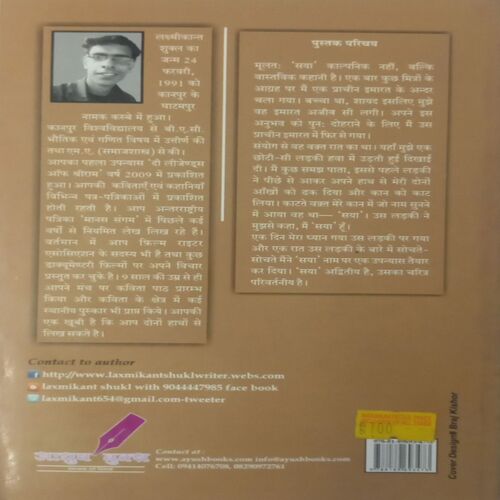 लक्ष्मीकान्त
शुक्ल का
जन्म 24
फरवरी,
1991 को
कानपुर के
घाटमपुर
नामक कस्बे में हुआ।
कानपुर विश्वविद्यालय से बी.ए.सी.
भौतिक एवं गणित विषय में उत्तीर्ण की
तथा एम.ए. (समाजशास्त्र) से की।
आपका पहला उपन्यास 'दी लीजेण्ड्स
ऑफ श्रीराम' वर्ष 2009 में प्रकाशित
हुआ। आपकी कविताएँ एवं कहानियाँ
विभिन्न पत्र-पत्रिकाओं में प्रकाशित
होती रहती है। आप अन्तरराष्ट्रीय
पत्रिका 'मानस संगम' में पिछले कई
वर्षों से नियमित लेख लिख रहे हैं।
वर्तमान में आप फिल्म राइटर
एसोसिएशन के सदस्य भी है तथा कुछ
डाक्यूमेण्ट्री फिल्मों पर अपने विचार
प्रस्तुत कर चुके है। 9 साल की उम्र से ही
आपने मंच पर कविता पाठ प्रारम्भ
किया और कविता के क्षेत्र में कई
स्थानीय पुस्कार भी प्राप्त किये। आपकी
एक खूबी है कि आप दोनों हाथों से
लिख सकते है।
पुस्तक परिचय
मूलतः 'सया' काल्पनिक नहीं, बल्कि
वास्तविक कहानी है। एक बार कुछ मित्रों के
आग्रह पर मैं एक प्राचीन इमारत के अन्दर
चला गया। बच्चा था, शायद इसलिए मुझे
वह इमारत अजीब सी लगी। अपने इस
अनुभव को पुनः दोहराने के लिए मैं उस
प्राचीन इमारत में फिर से गया।
संयोग से वह वक्त रात का था। यहाँ मुझे एक
छोटी-सी लड़की हवा में उड़ती हुई दिखाई
दी। मैं कुछ समझ पाता, इससे पहले लड़की
ने पीछे से आकर अपने हाथ से मेरी दोनों
आँखों को ढक दिया और कान को काट
लिया। काटते वक्त मेरे कान में जो नाम सुनने
में आया वह था— 'सया'। उस लड़की ने
मुझसे कहा, मैं 'सया' हूँ।
एक दिन मेरा ध्यान गया उस लड़की पर गया
और एक रात उस लड़की के बारे में सोचते-
सोचते मैंने 'सया' नाम पर एक उपन्यास तैयार
कर दिया। 'सया' अद्वितीय है, उसका चरित्र
परिवर्तनीय है।
Contact to author
http://www.laxmikantshuklwriter.webs.com
laxmikant shukl with 9044447985 face book
laxmikant654@gmail.com-tweeter
Contact at :
www.ayushbooks.com info@ayushbooks.com
Cell: 09414076708, 08290972764
Cover Design® Braj Kishor